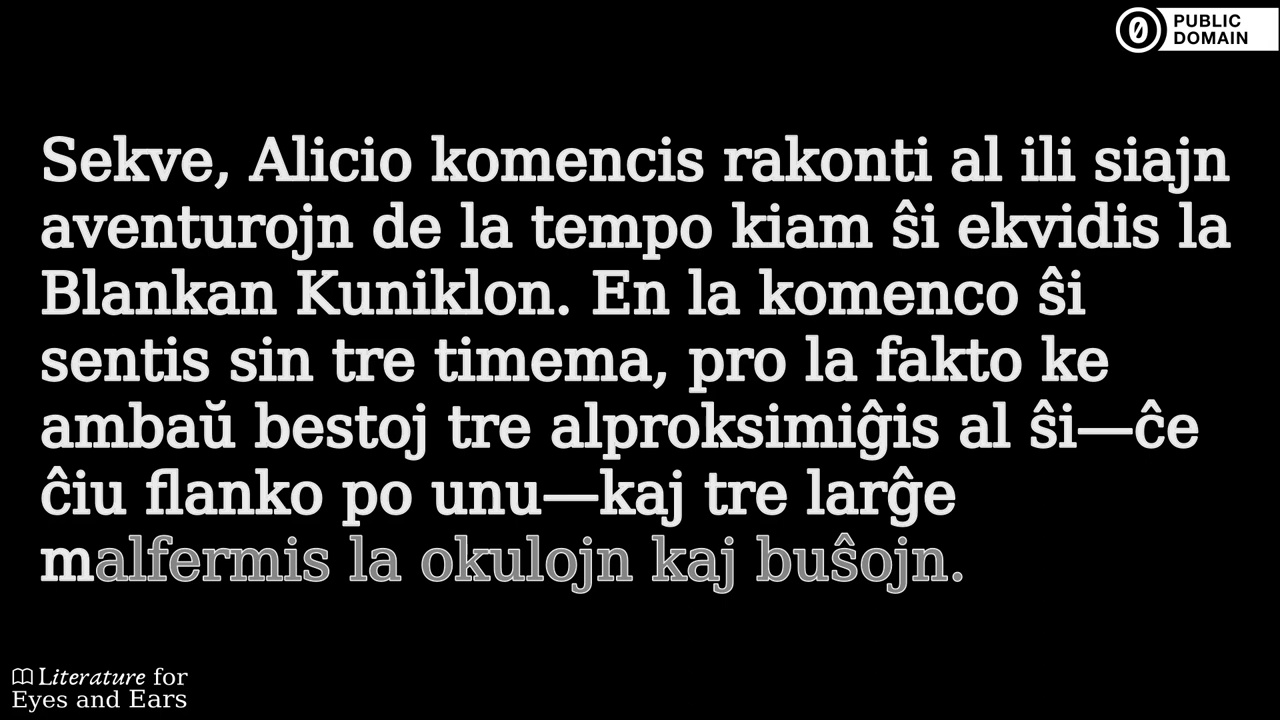 PUBLIC
DOMAIN
Sekve, Alicio komencis rakonti al ili siajn
aventurojn de la tempo kiam ŝi ekvidis la
Blankan Kuniklon. En la komenco ŝi
sentis sin tre timema, pro la fakto ke
ambaŭ bestoj tre alproksimiĝis al ŝi—ĉe
ĉiu flanko po unu—kaj tre larĝe
malfermis la okulojn kaj buŝojn.
Literature for
Eyes and Ears